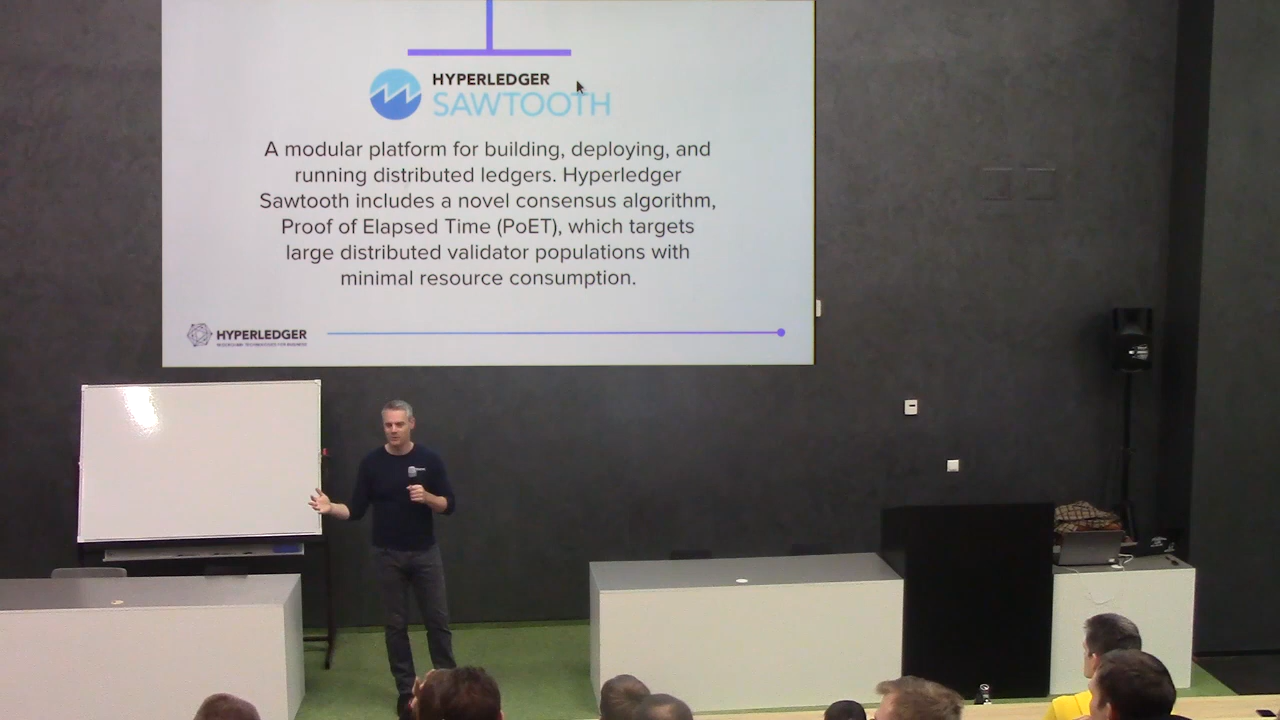 HYPERLEDGER
SAWTOOTH
A modular platform for building, deploying, and
running distributed ledgers. Hyperledger
Sawtooth includes a novel consensus algorithm,
Proof of Elapsed Time (PoET), which targets
large distributed validator populations with
minimal resource consumption.
HYPERLEDGER